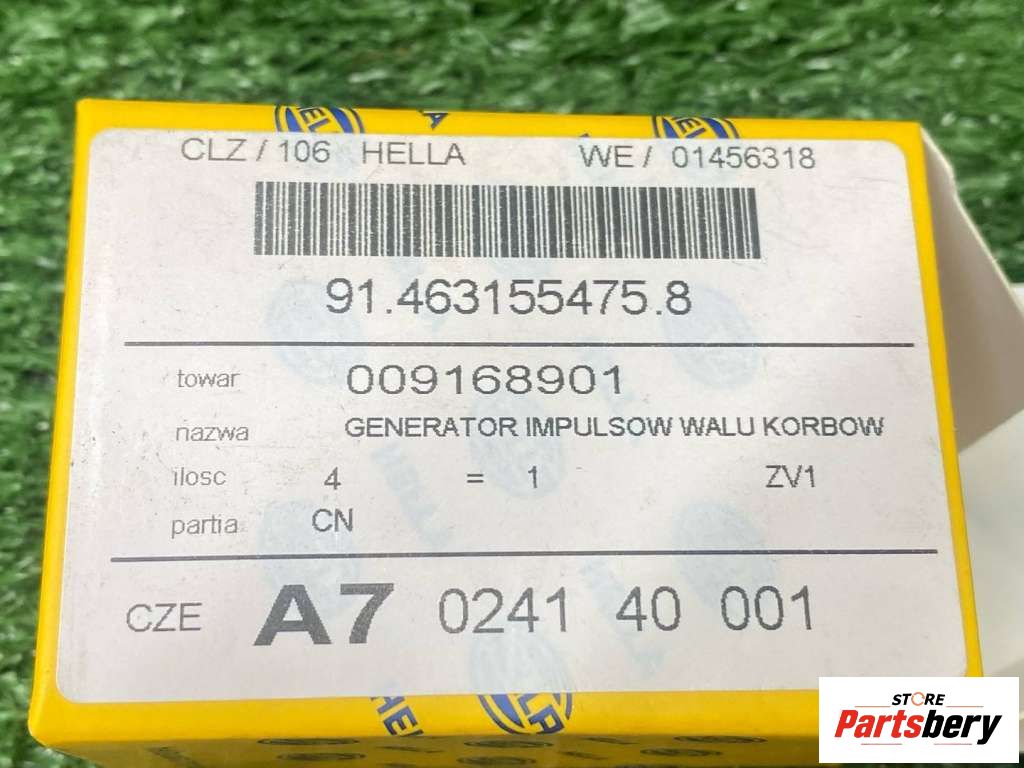 CLZ / 106 HELLA WE / 01456318
91.463155475.8
towar 009168901
nazwa GENERATOR IMPULSOW WALU KORBOW
ilosc 4 = 1 ZV1
partia CN
CZE A7 0241 40 001
HEL
STORE
Partsbery